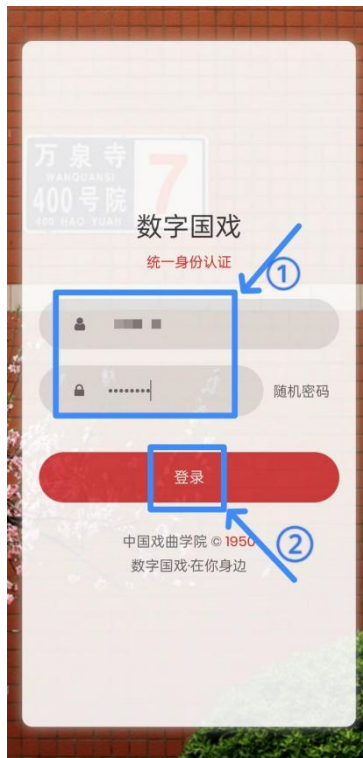 万泉寺
WANQUANSI
400号院
400 HAO YUAN
7
数字国戏
统一身份认证
①
随机密码
登录
②
中国戏曲学院 © 1950
数字国戏·在你身边